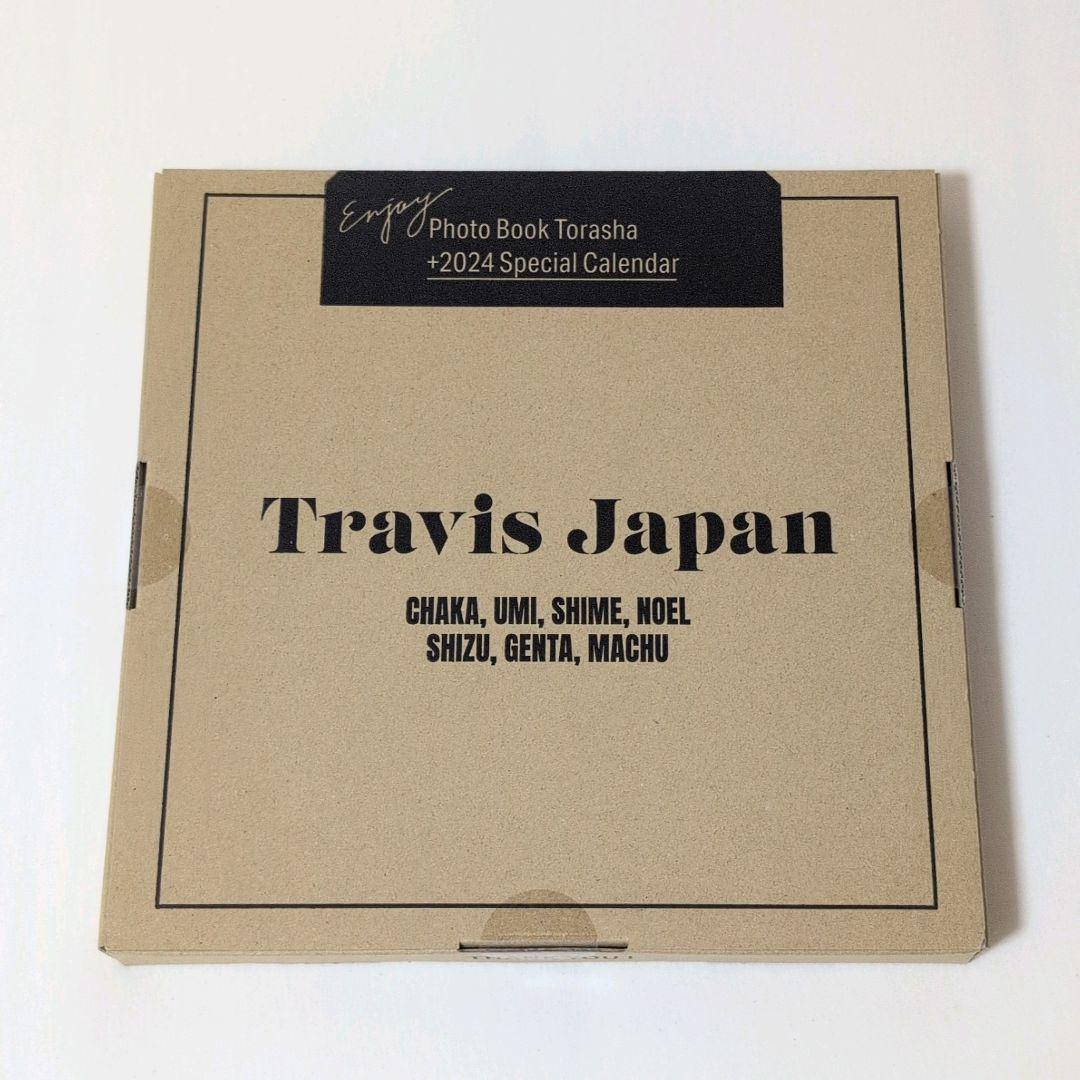 Enjoy
Photo Book Torasha
+2024 Special Calendar
Travis Japan
CHAKA, UMI, SHIME, NOEL
SHIZU, GENTA, MACHU